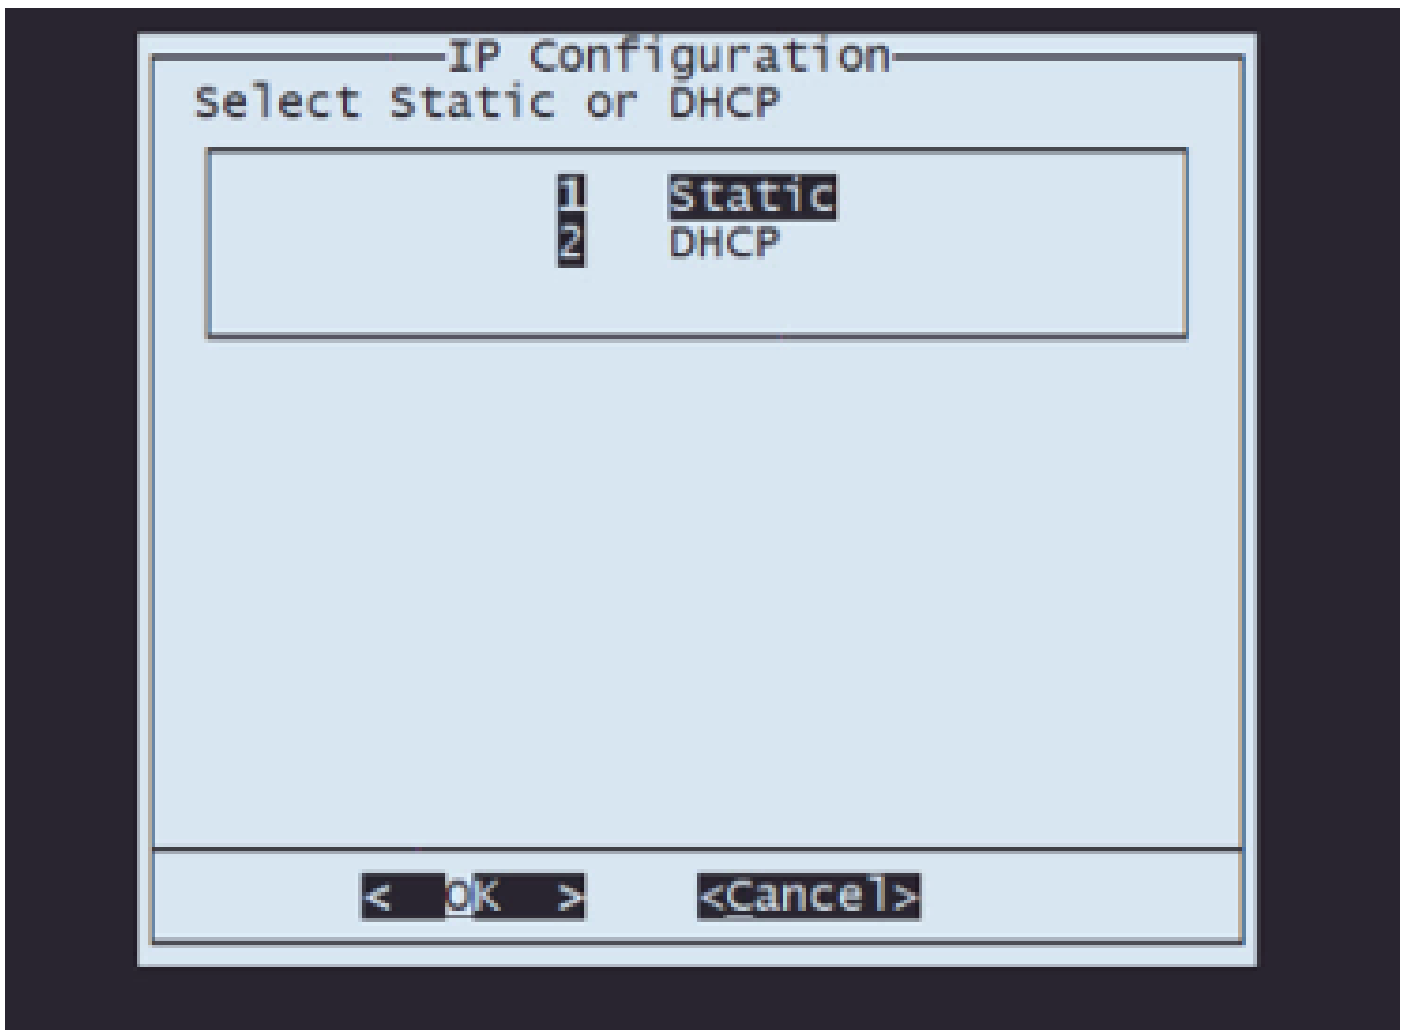 IP Configuration
Select Static or DHCP
1 Static
2 DHCP
< OK > <Cancel>